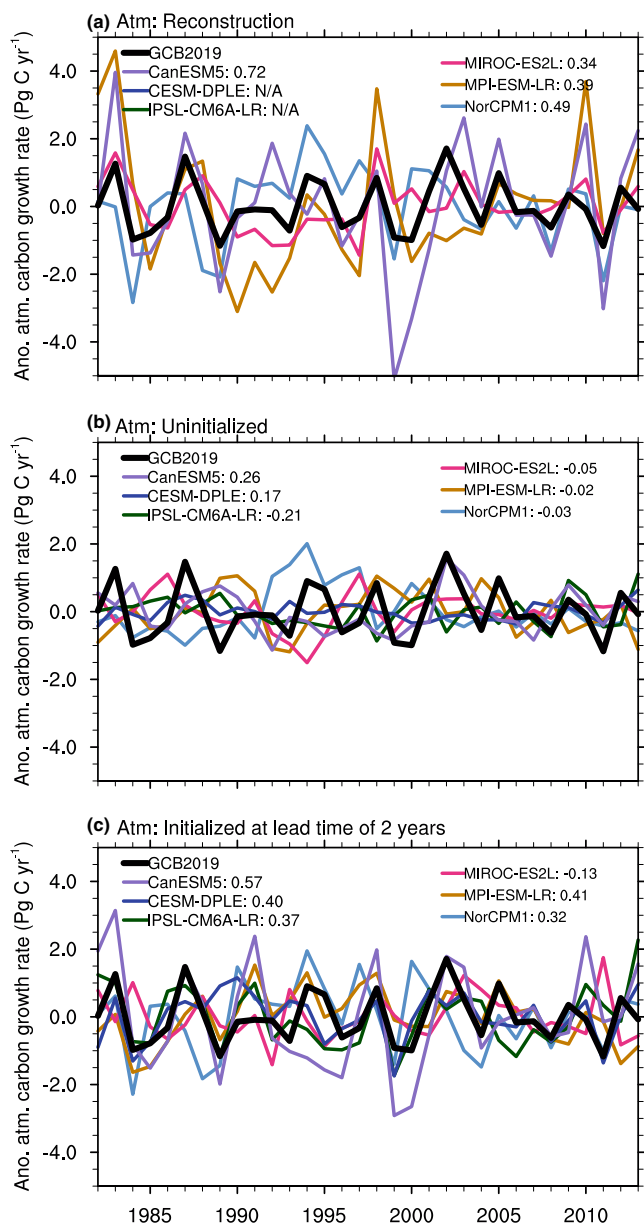 (a) Atm: Reconstruction
GCB2019
CanESM5: 0.72
CESM-DPLE: N/A
IPSL-CM6A-LR: N/A
MIROC-ES2L: 0.34
MPI-ESM-LR: 0.39
NorCPM1: 0.49
Ano. atm. carbon growth rate (Pg C yr⁻¹)
4.0
2.0
0.0
-2.0
-4.0
(b) Atm: Uninitialized
GCB2019
CanESM5: 0.26
CESM-DPLE: 0.17
IPSL-CM6A-LR: -0.21
MIROC-ES2L: -0.05
MPI-ESM-LR: -0.02
NorCPM1: -0.03
Ano. atm. carbon growth rate (Pg C yr⁻¹)
4.0
2.0
0.0
-2.0
-4.0
(c) Atm: Initialized at lead time of 2 years
GCB2019
CanESM5: 0.57
CESM-DPLE: 0.40
IPSL-CM6A-LR: 0.37
MIROC-ES2L: -0.13
MPI-ESM-LR: 0.41
NorCPM1: 0.32
Ano. atm. carbon growth rate (Pg C yr⁻¹)
4.0
2.0
0.0
-2.0
-4.0
1985 1990 1995 2000 2005 2010